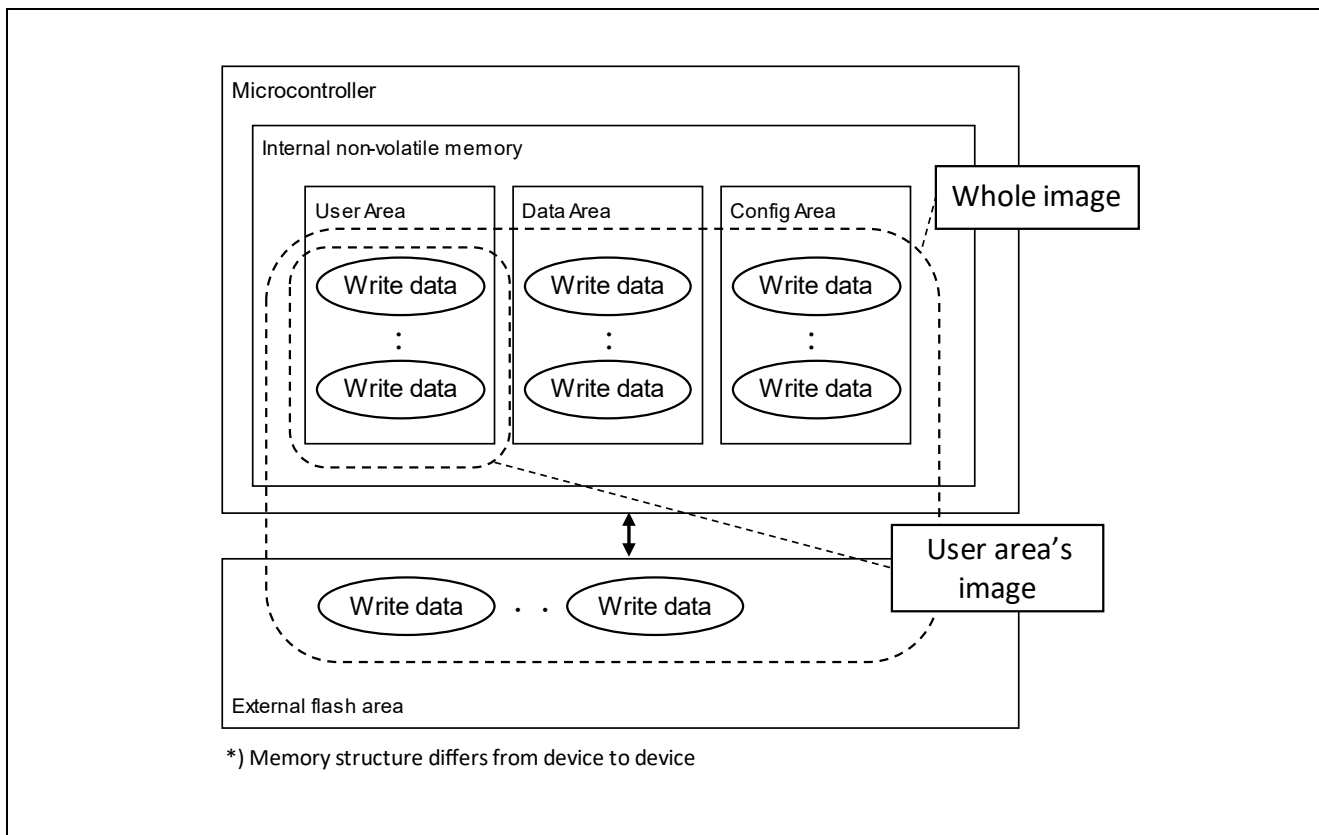 Microcontroller
Internal non-volatile memory
Whole image
User Area
Data Area
Config Area
Write data
Write data
Write data
:
:
:
Write data
Write data
Write data
User area’s
image
Write data . . Write data
External flash area
*) Memory structure differs from device to device